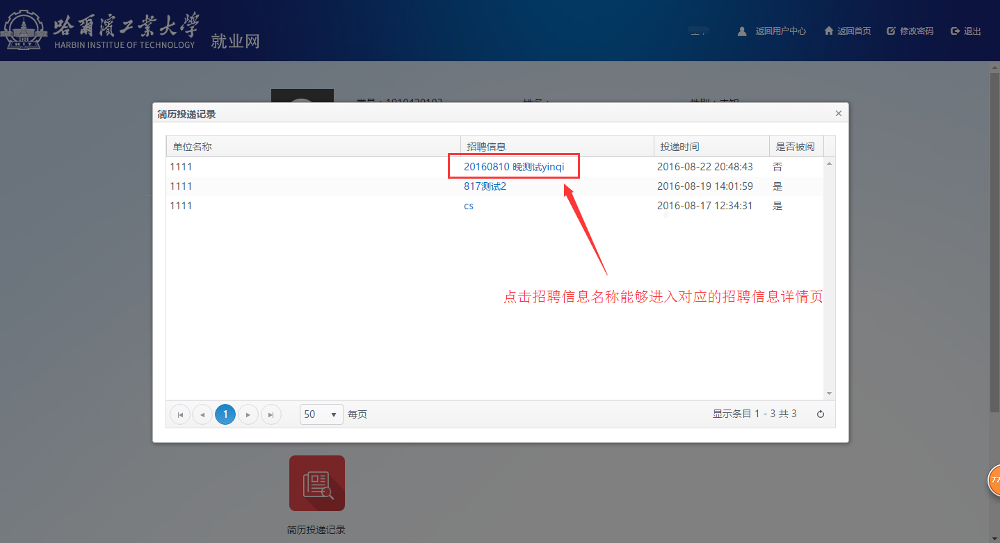 哈爾濱工業大學
HARBIN INSTITUE OF TECHNOLOGY
就业网
返回用户中心 返回首页 修改密码 退出
简历投递记录 ×
单位名称 招聘信息 投递时间 是否被阅
1111 20160810 晚测试yinqi 2016-08-22 20:48:43 否
1111 817测试2 2016-08-19 14:01:59 是
1111 cs 2016-08-17 12:34:31 是
点击招聘信息名称能够进入对应的招聘信息详情页
1 50 每页 显示条目 1 - 3 共 3
77
简历投递记录